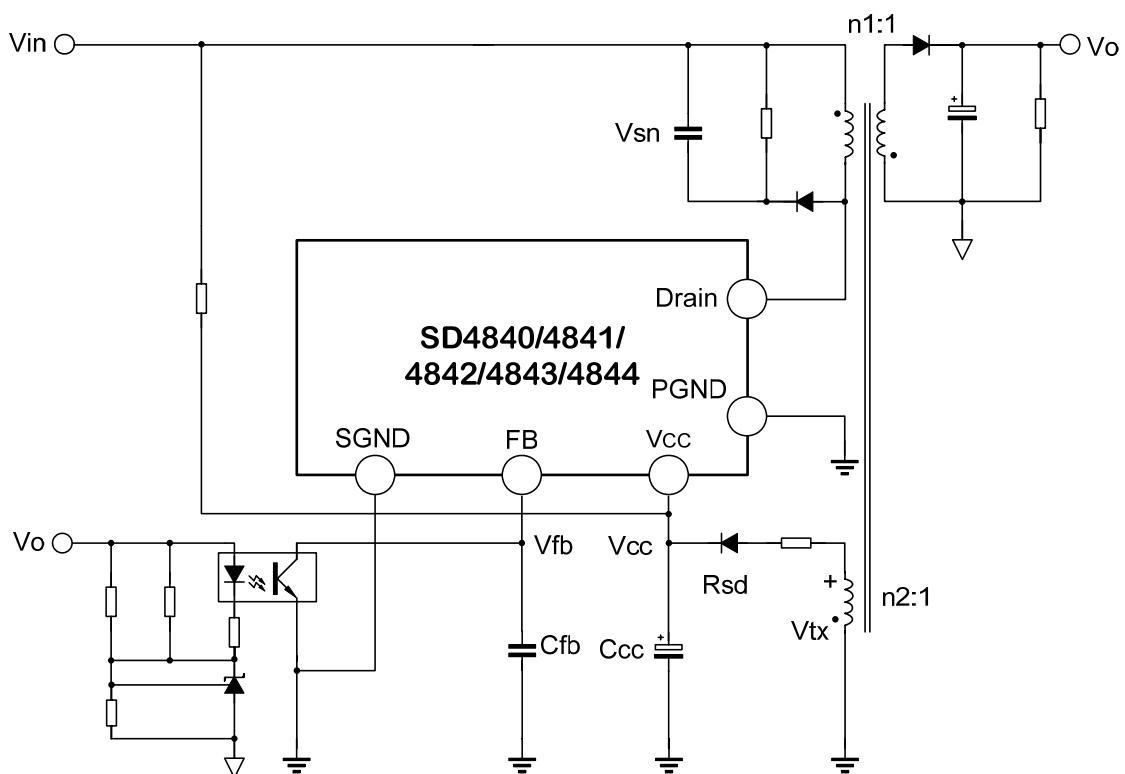 n1:1
Vin
Vo
Vsn
Drain
SD4840/4841/
4842/4843/4844
PGND
SGND
FB
VCC
Vo
Vfb
Vcc
Rsd
+
n2:1
Vtx
Cfb
Ccc
+
+